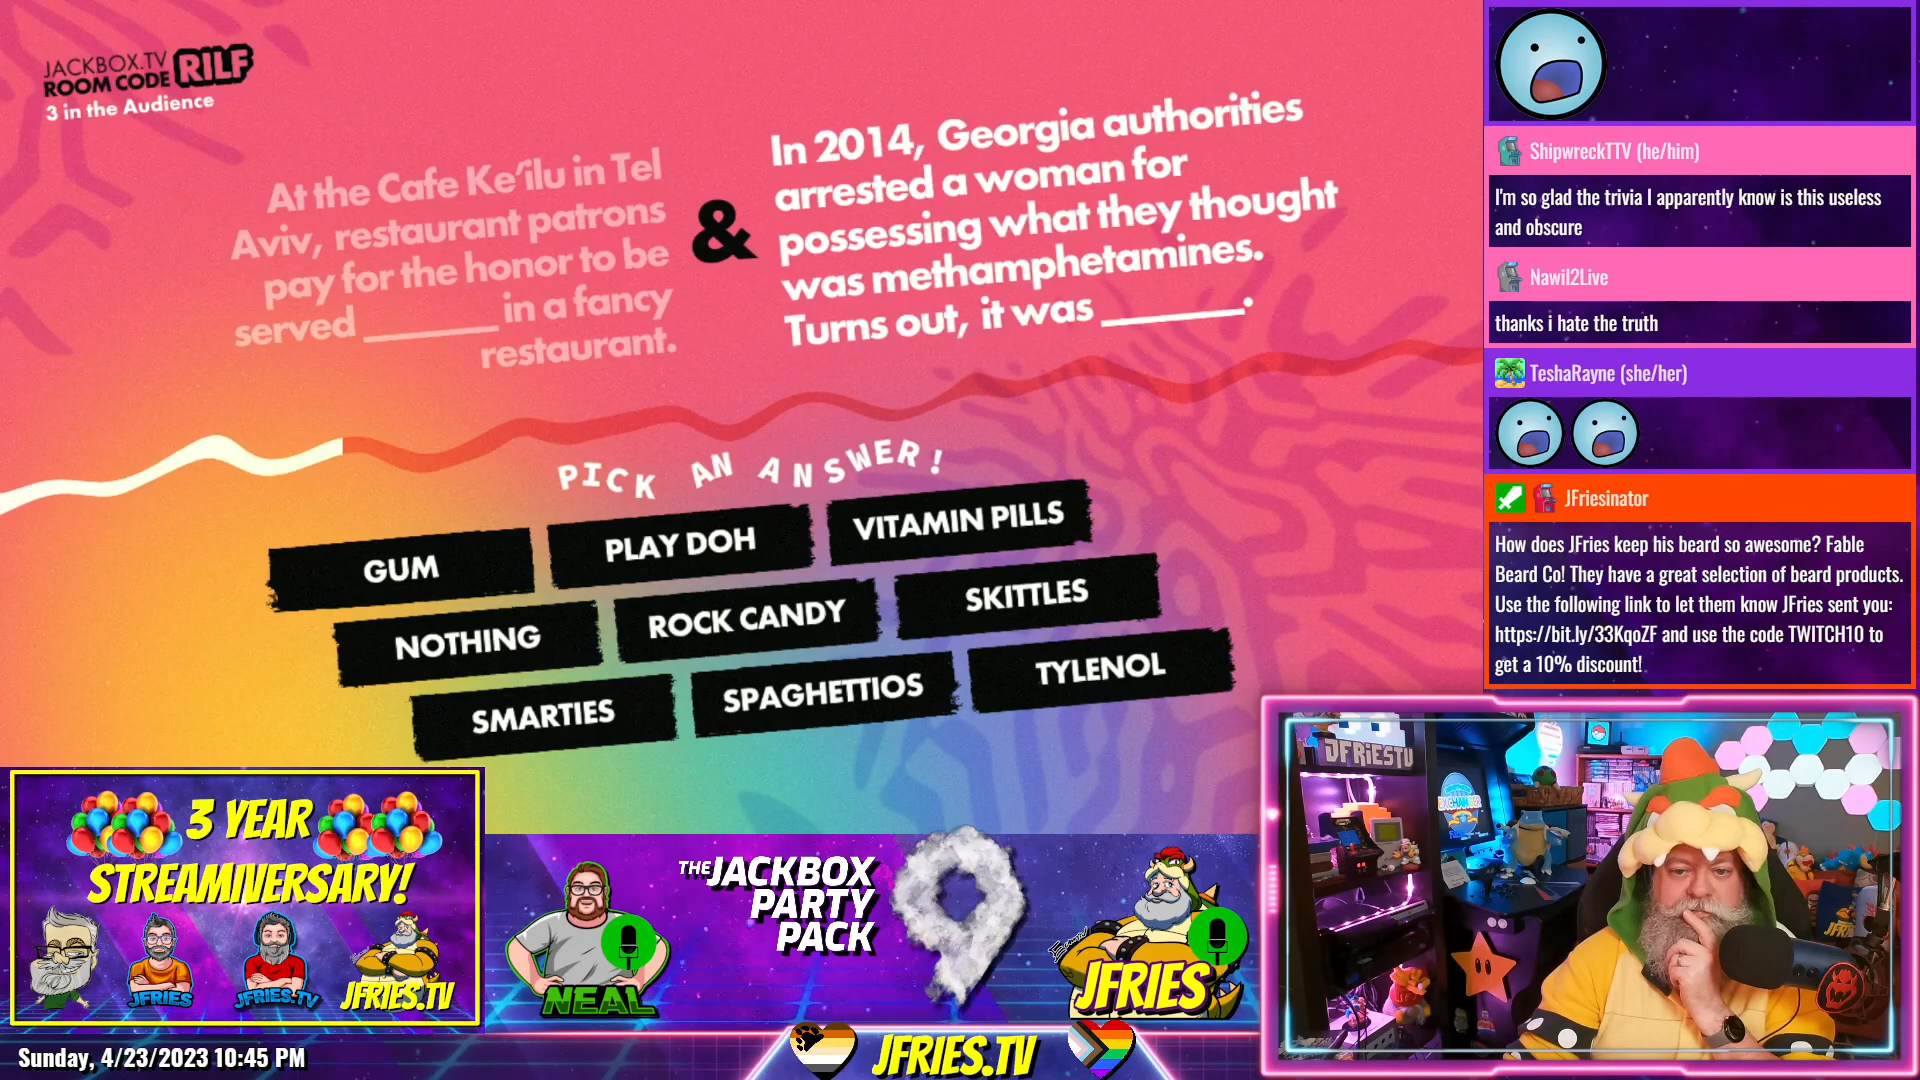 JACKBOX.TV
ROOM CODE RILF
3 in the Audience
At the Cafe Ke'ilu in Tel
Aviv, restaurant patrons
pay for the honor to be
served _______ in a fancy
restaurant.
&
In 2014, Georgia authorities
arrested a woman for
possessing what they thought
was methamphetamines.
Turns out, it was _______.
PICK AN ANSWER!
GUM
PLAY DOH
VITAMIN PILLS
NOTHING
ROCK CANDY
SKITTLES
SMARTIES
SPAGHETTIOS
TYLENOL
ShipwreckTTV (he/him)
I'm so glad the trivia I apparently know is this useless
and obscure
Nawil2Live
thanks i hate the truth
TeshaRayne (she/her)
JFriesinator
How does JFries keep his beard so awesome? Fable
Beard Co! They have a great selection of beard products.
Use the following link to let them know JFries sent you:
https://bit.ly/33KqoZF and use the code TWITCH10 to
get a 10% discount!
JFRIESTV
3 YEAR
STREAMIVERSARY!
JFRIES
JFRIES.TV
JFRIES.TV
NEAL
THE JACKBOX
PARTY
PACK
9
JFRIES
JFRIES.TV
Sunday, 4/23/2023 10:45 PM